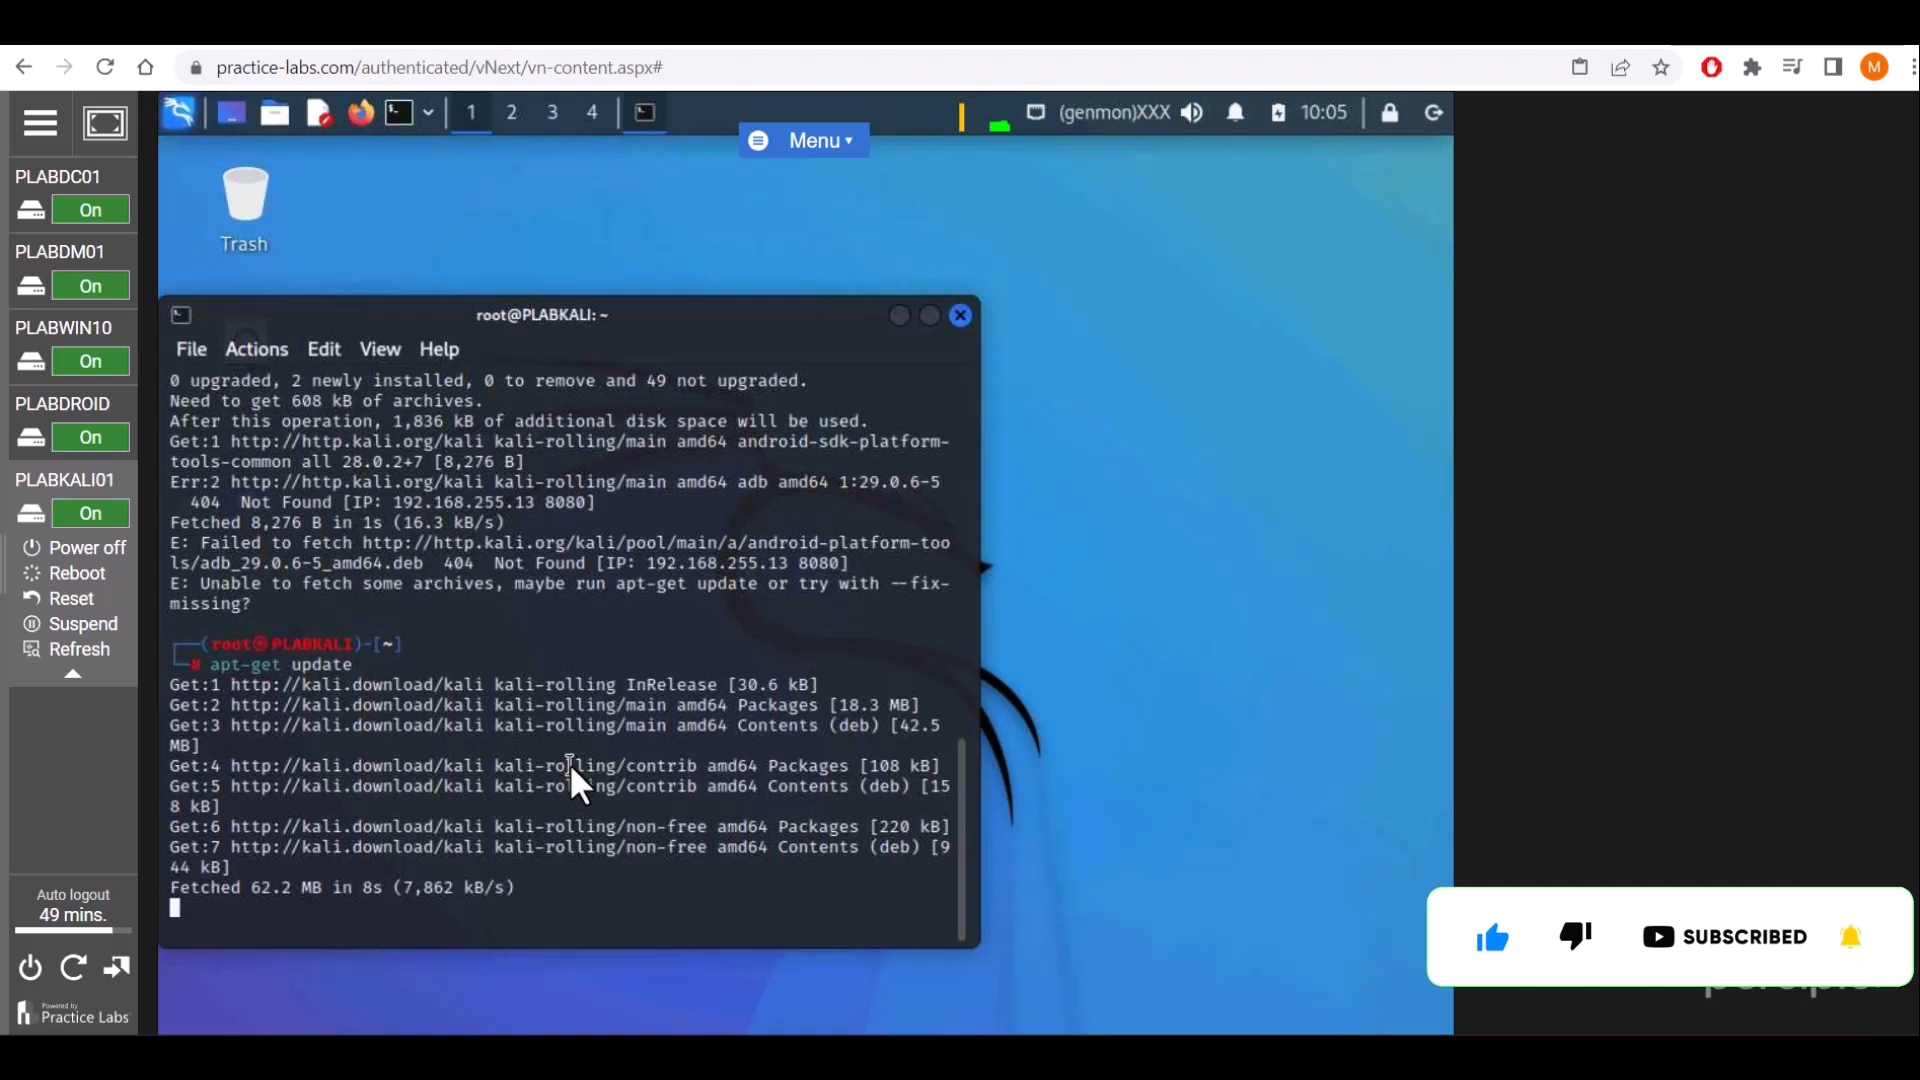 practice-labs.com/authenticated/vNext/vn-content.aspx#
M
1 2 3 4
(genmon)XXX
10:05
Menu
PLABDC01
On
PLABDM01
On
PLABWIN10
On
PLABDROID
On
PLABKALI01
On
Power off
Reboot
Reset
Suspend
Refresh
Auto logout
49 mins.
Powered by
Practice Labs
Trash
root@PLABKALI: ~
File Actions Edit View Help
0 upgraded, 2 newly installed, 0 to remove and 49 not upgraded.
Need to get 608 kB of archives.
After this operation, 1,836 kB of additional disk space will be used.
Get:1 http://http.kali.org/kali kali-rolling/main amd64 android-sdk-platform-
tools-common all 28.0.2+7 [8,276 B]
Err:2 http://http.kali.org/kali kali-rolling/main amd64 adb amd64 1:29.0.6-5
404 Not Found [IP: 192.168.255.13 8080]
Fetched 8,276 B in 1s (16.3 kB/s)
E: Failed to fetch http://http.kali.org/kali/pool/main/a/android-platform-too
ls/adb_29.0.6-5_amd64.deb 404 Not Found [IP: 192.168.255.13 8080]
E: Unable to fetch some archives, maybe run apt-get update or try with --fix-
missing?
(root㉿PLABKALI)-[~]
# apt-get update
Get:1 http://kali.download/kali kali-rolling InRelease [30.6 kB]
Get:2 http://kali.download/kali kali-rolling/main amd64 Packages [18.3 MB]
Get:3 http://kali.download/kali kali-rolling/main amd64 Contents (deb) [42.5
MB]
Get:4 http://kali.download/kali kali-rolling/contrib amd64 Packages [108 kB]
Get:5 http://kali.download/kali kali-rolling/contrib amd64 Contents (deb) [15
8 kB]
Get:6 http://kali.download/kali kali-rolling/non-free amd64 Packages [220 kB]
Get:7 http://kali.download/kali kali-rolling/non-free amd64 Contents (deb) [9
44 kB]
Fetched 62.2 MB in 8s (7,862 kB/s)
SUBSCRIBED